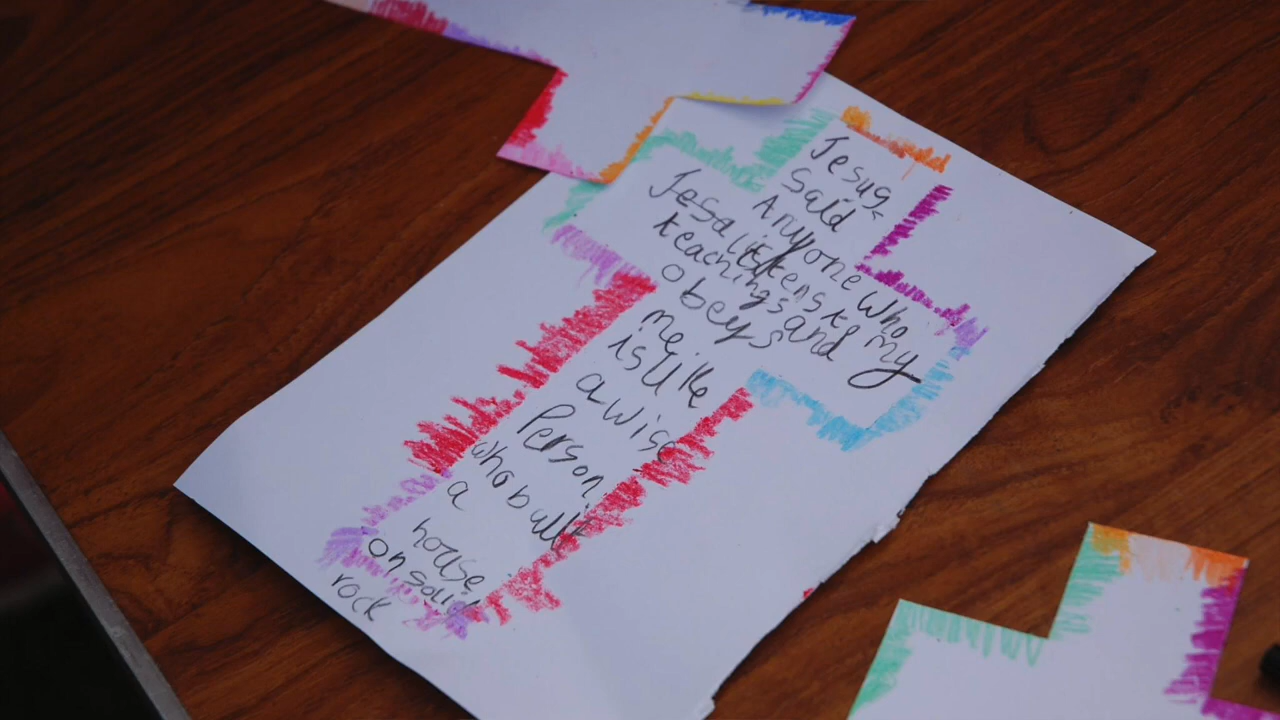 Jesus
Said
Anyone who
Jesa listens to my
teachings and
obeys
me
is like
a wise
Person
who built
a
house
on solid
rock